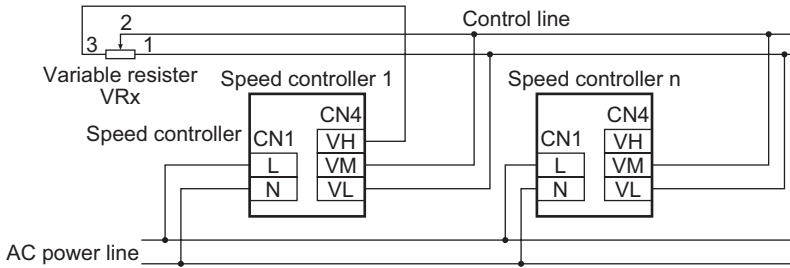 2
Control line
3
1
Variable resister
VRx
Speed controller 1
Speed controller n
CN4
CN4
Speed controller
CN1
VH
CN1
VH
L
VM
L
VM
N
VL
N
VL
AC power line